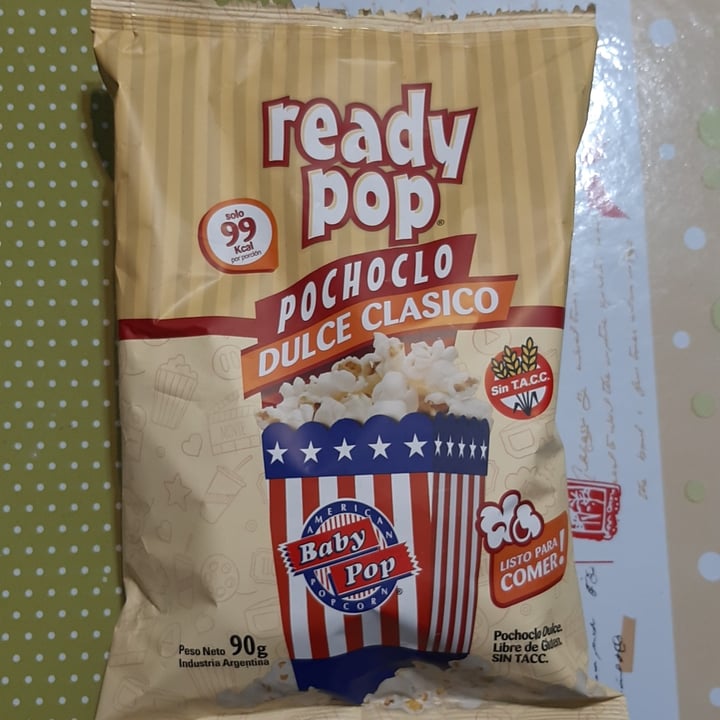 ready
pop®
solo
99
Kcal
por porción
POCHOCLO
DULCE CLASICO
Sin T.A.C.C.
AMERICAN
Baby
Pop
POPCORN®
LISTO PARA
COMER!
Peso Neto 90g
Industria Argentina
Pochoclo Dulce.
Libre de Gluten.
SIN TACC.